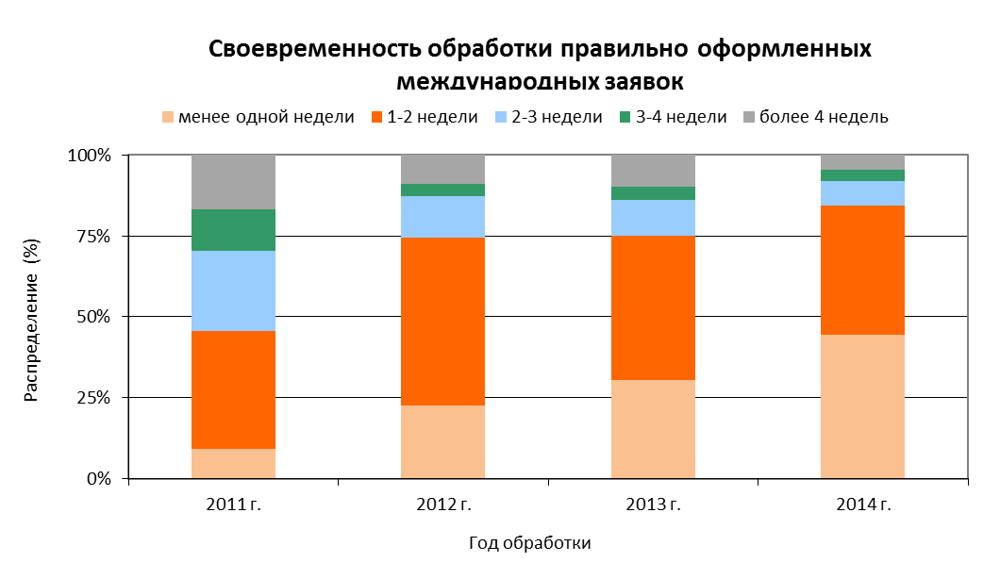 Своевременность обработки правильно оформленных
международных заявок
менее одной недели 1-2 недели 2-3 недели 3-4 недели более 4 недель
100%
75%
50%
25%
0%
Распределение (%)
2011 г. 2012 г. 2013 г. 2014 г.
Год обработки